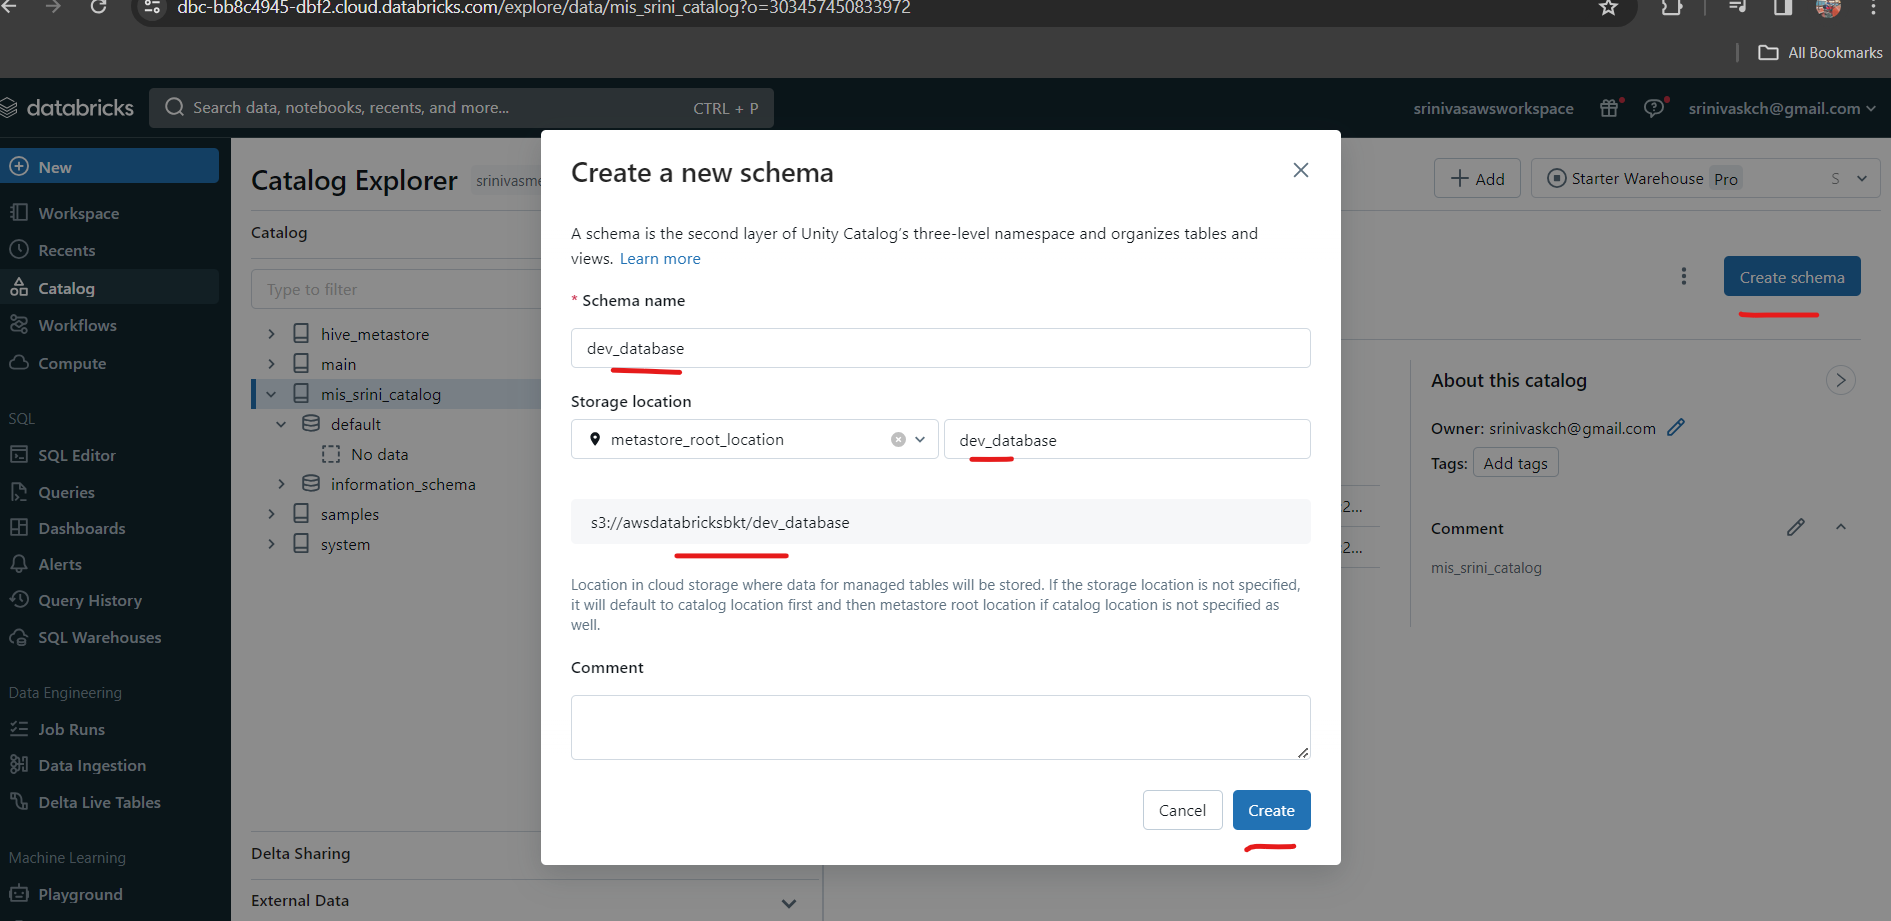 dbc-bb8c4945-dbf2.cloud.databricks.com/explore/data/mis_srini_catalog?o=303457450833972
All Bookmarks
databricks
Search data, notebooks, recents, and more...
CTRL + P
srinivasawsworkspace
srinivaskch@gmail.com
New
Workspace
Recents
Catalog
Workflows
Compute
SQL
SQL Editor
Queries
Dashboards
Alerts
Query History
SQL Warehouses
Data Engineering
Job Runs
Data Ingestion
Delta Live Tables
Machine Learning
Playground
Catalog Explorer
srinivasme
Add
Starter Warehouse Pro S
Catalog
Type to filter
hive_metastore
main
mis_srini_catalog
default
No data
information_schema
samples
system
Delta Sharing
External Data
Create a new schema
A schema is the second layer of Unity Catalog's three-level namespace and organizes tables and
views. Learn more
* Schema name
dev_database
Storage location
metastore_root_location
dev_database
s3://awsdatabricksbkt/dev_database
Location in cloud storage where data for managed tables will be stored. If the storage location is not specified,
it will default to catalog location first and then metastore root location if catalog location is not specified as
well.
Comment
Cancel
Create
Create schema
2...
2...
About this catalog
Owner: srinivaskch@gmail.com
Tags: Add tags
Comment
mis_srini_catalog